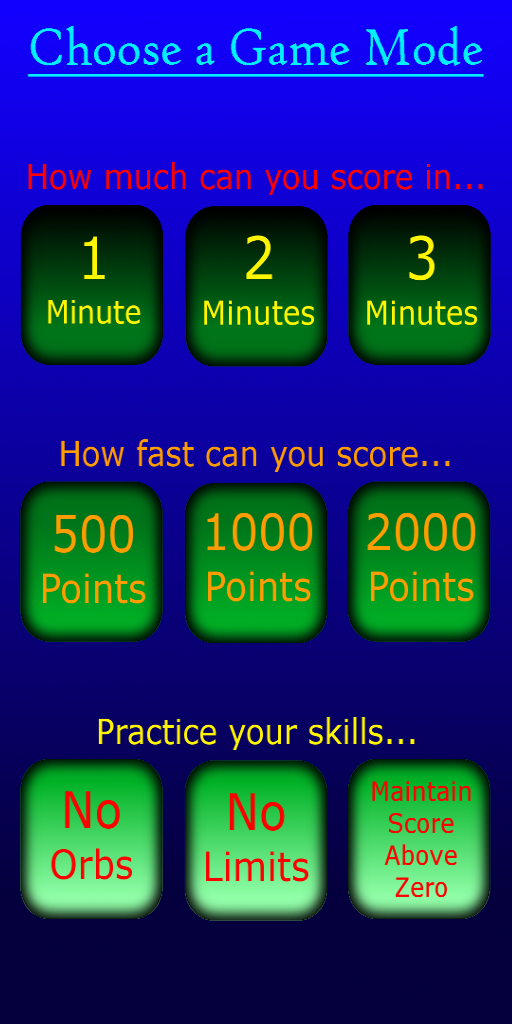 Choose a Game Mode
How much can you score in...
1
Minute
2
Minutes
3
Minutes
How fast can you score...
500
Points
1000
Points
2000
Points
Practice your skills...
No
Orbs
No
Limits
Maintain
Score
Above
Zero